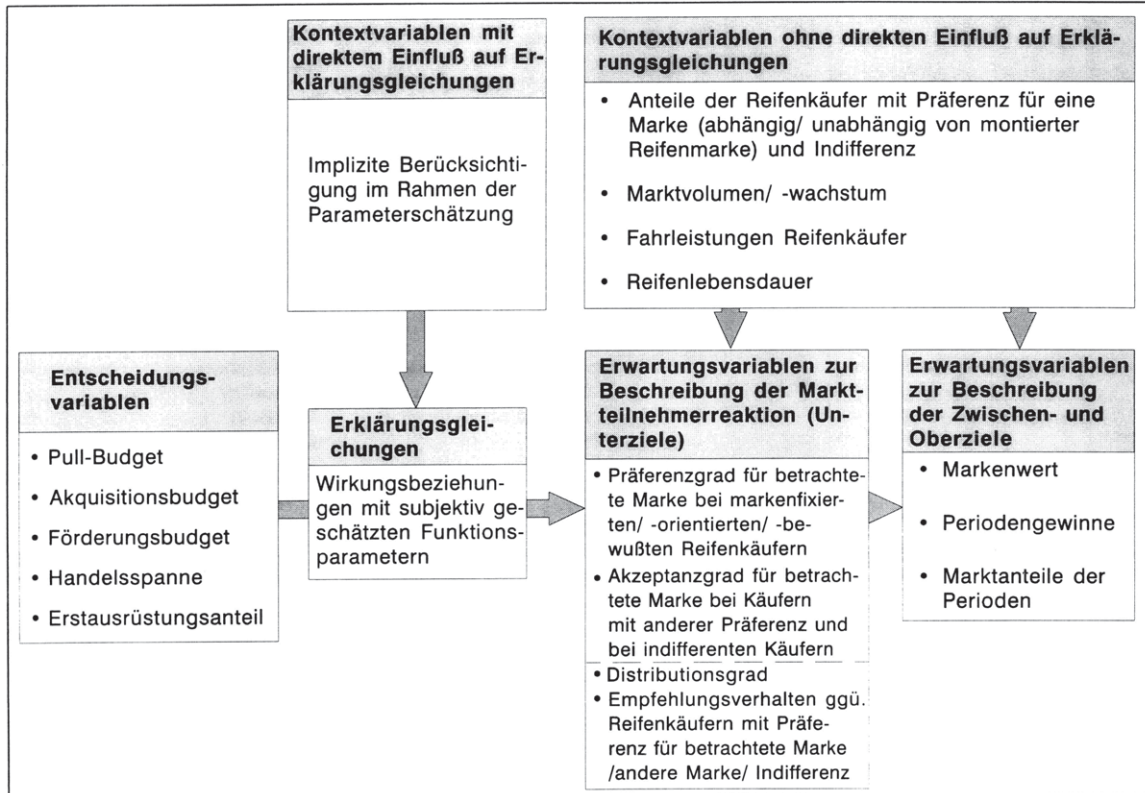 Kontextvariablen mit
direktem Einfluß auf Er-
klärungsgleichungen
Implizite Berücksichti-
gung im Rahmen der
Parameterschätzung
Kontextvariablen ohne direkten Einfluß auf Erklä-
rungsgleichungen
• Anteile der Reifenkäufer mit Präferenz für eine
Marke (abhängig/ unabhängig von montierter
Reifenmarke) und Indifferenz
• Marktvolumen/ -wachstum
• Fahrleistungen Reifenkäufer
• Reifenlebensdauer
Entscheidungs-
variablen
• Pull-Budget
• Akquisitionsbudget
• Förderungsbudget
• Handelsspanne
• Erstausrüstungsanteil
Erklärungsglei-
chungen
Wirkungsbeziehun-
gen mit subjektiv ge-
schätzten Funktions-
parametern
Erwartungsvariablen zur
Beschreibung der Markt-
teilnehmerreaktion (Un-
terziele)
• Präferenzgrad für betrachte-
te Marke bei markenfixier-
ten/ -orientierten/ -be-
wußten Reifenkäufern
• Akzeptanzgrad für betrach-
tete Marke bei Käufern
mit anderer Präferenz und
bei indifferenten Käufern
• Distributionsgrad
• Empfehlungsverhalten ggü.
Reifenkäufern mit Präfe-
renz für betrachtete Marke
/andere Marke/ Indifferenz
Erwartungsvariablen
zur Beschreibung
der Zwischen- und
Oberziele
• Markenwert
• Periodengewinne
• Marktanteile der
Perioden